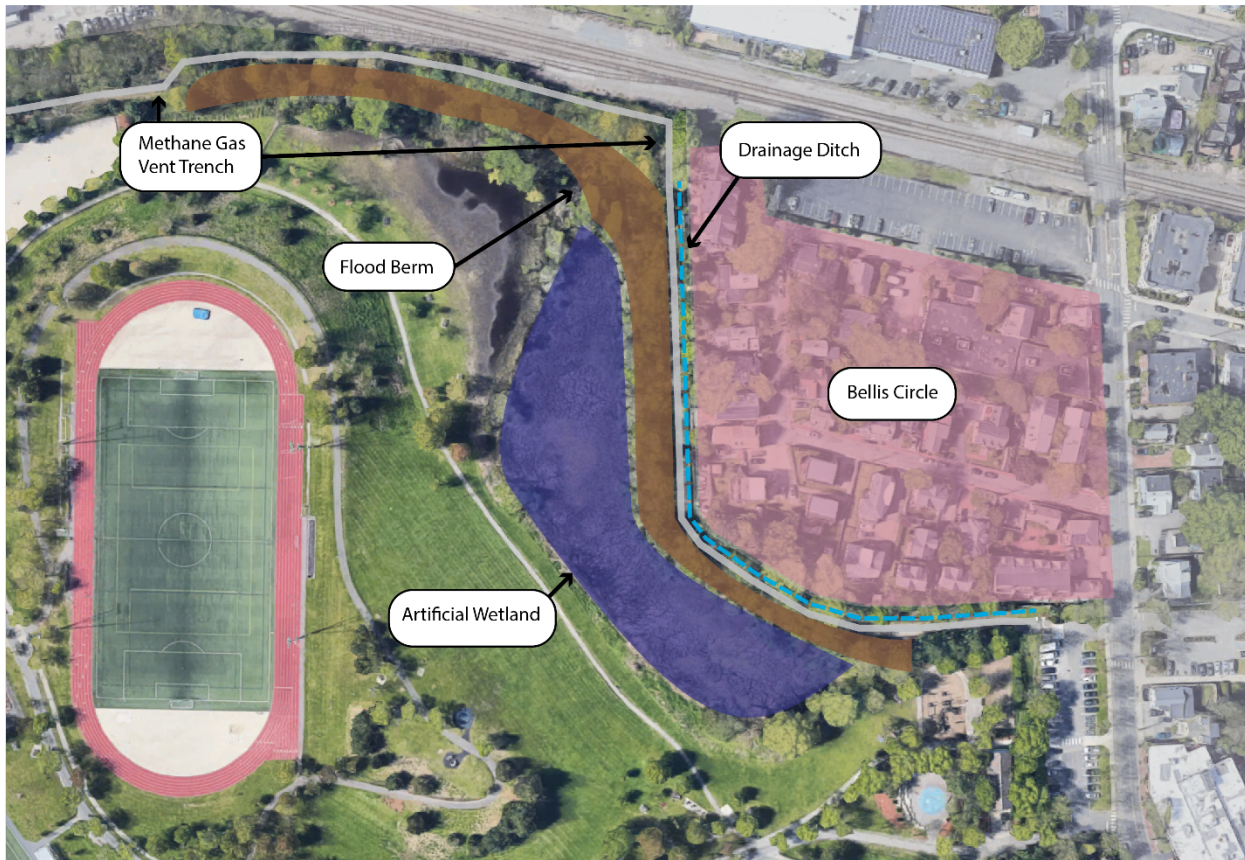 Methane Gas
Vent Trench
Drainage Ditch
Flood Berm
Bellis Circle
Artificial Wetland